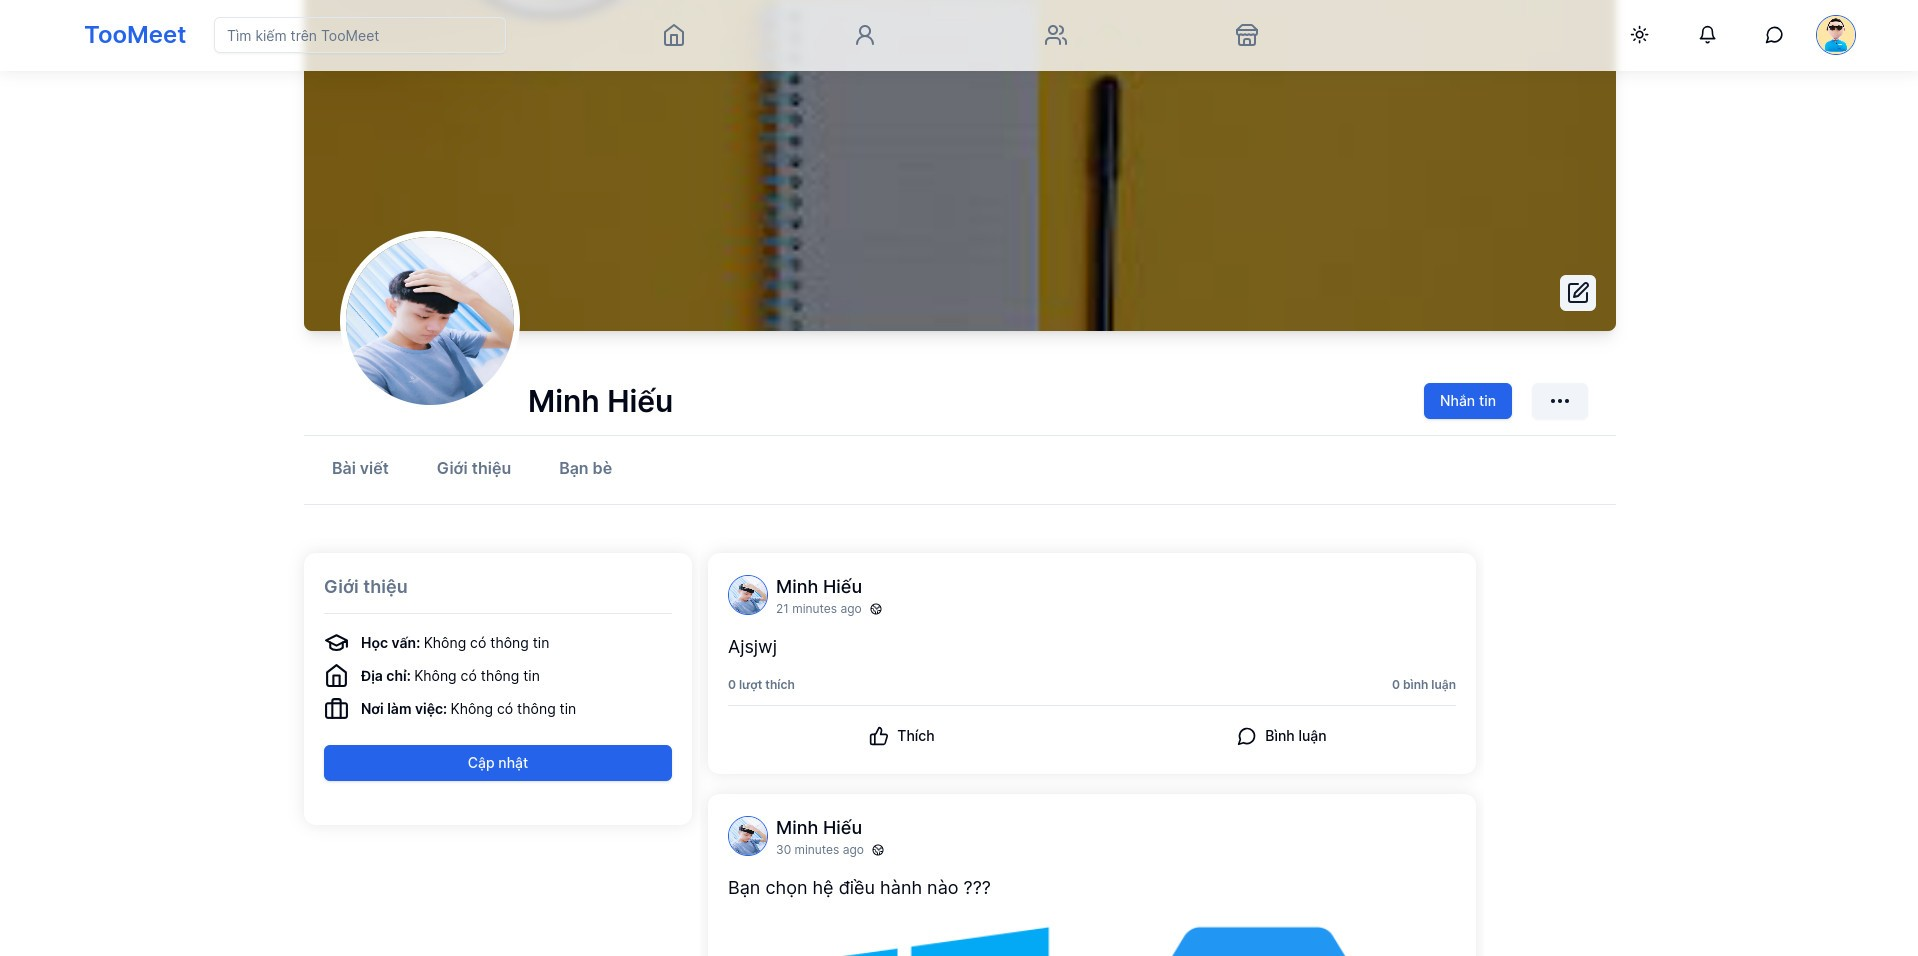 TooMeet
Tìm kiếm trên TooMeet
Minh Hiếu
Nhắn tin
Bài viết
Giới thiệu
Bạn bè
Giới thiệu
Học vấn: Không có thông tin
Địa chỉ: Không có thông tin
Nơi làm việc: Không có thông tin
Cập nhật
Minh Hiếu
21 minutes ago
Ajsjwj
0 lượt thích
0 bình luận
Thích
Bình luận
Minh Hiếu
30 minutes ago
Bạn chọn hệ điều hành nào ???